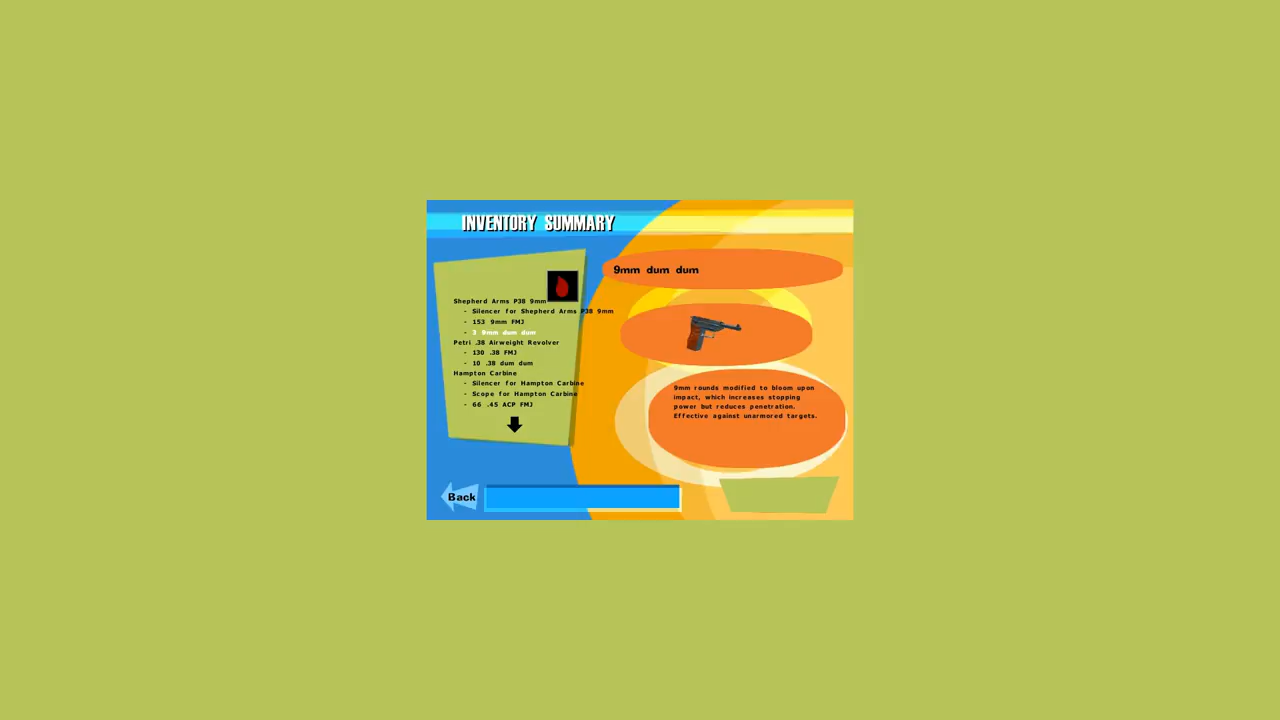 INVENTORY SUMMARY
9mm dum dum
Shepherd Arms P38 9mm
- Silencer for Shepherd Arms P38 9mm
- 153 9mm FMJ
- 3 9mm dum dum
Petri .38 Airweight Revolver
- 130 .38 FMJ
- 10 .38 dum dum
Hampton Carbine
- Silencer for Hampton Carbine
- Scope for Hampton Carbine
- 66 .45 ACP FMJ
9mm rounds modified to bloom upon
impact, which increases stopping
power but reduces penetration.
Effective against unarmored targets.
Back